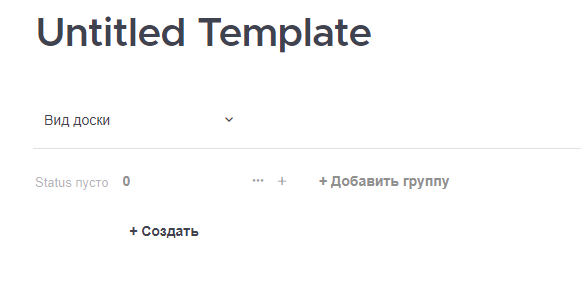 Untitled Template
Вид доски
Status пусто 0 ... + + Добавить группу
+ Создать